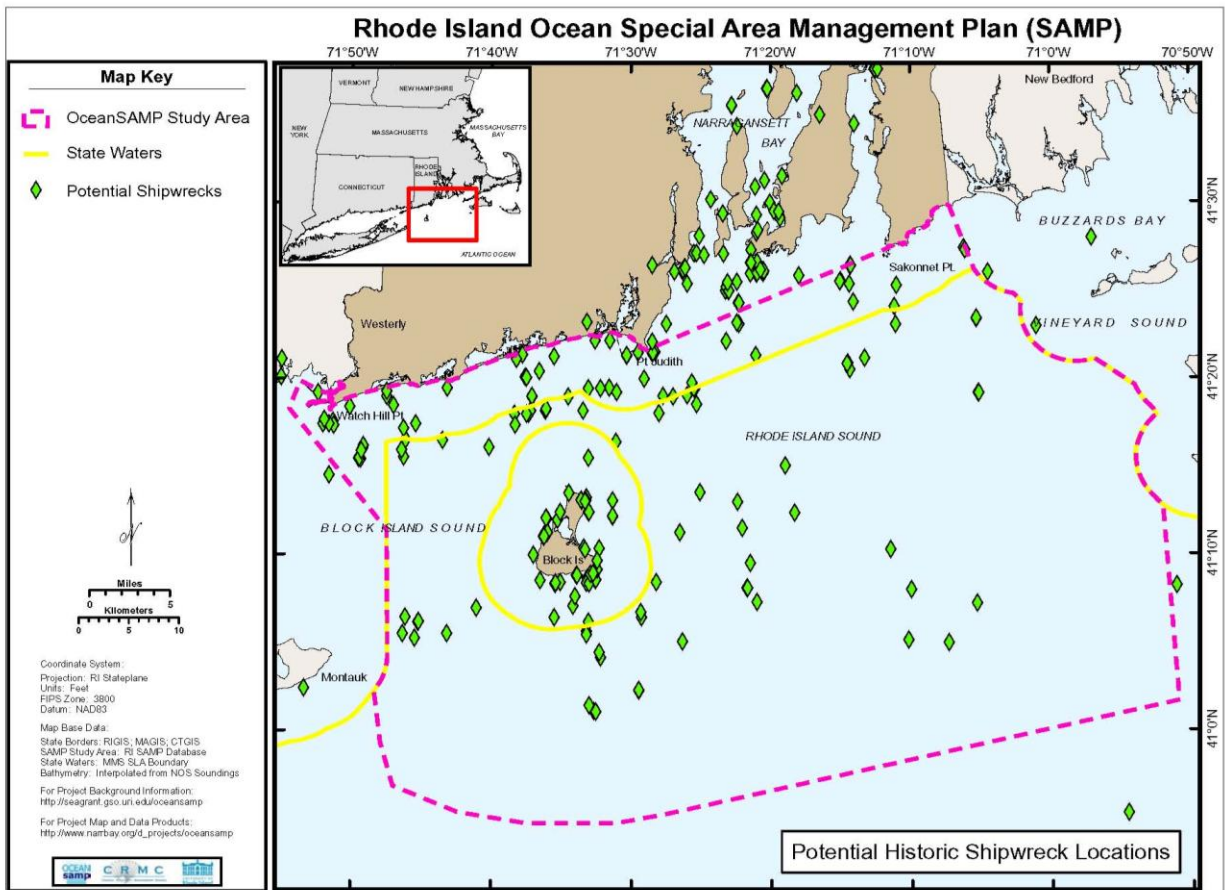 Rhode Island Ocean Special Area Management Plan (SAMP)
71°50'W
71°40'W
71°30'W
71°20'W
71°10'W
71°0'W
70°50'W
Map Key
OceanSAMP Study Area
State Waters
Potential Shipwrecks
VERMONT
NEW HAMPSHIRE
NEW
YORK
MASSACHUSETTS
MASSACHUSETTS
BAY
CONNECTICUT
RHODE
ISLAND
ATLANTIC OCEAN
NARRAGANSETT
BAY
New Bedford
BUZZARDS BAY
Sakonnet Pt.
INEYARD SOUND
Westerly
Pt Judith
Watch Hill Pt
RHODE ISLAND SOUND
BLOCK ISLAND SOUND
Block Is
Montauk
41°30'N
41°20'N
41°10'N
41°0'N
N
Miles
0 5
Kilometers
0 5 10
Coordinate System:
Projection: RI Stateplane
Units: Feet
FIPS Zone: 3800
Datum: NAD83
Map Base Data:
State Borders: RIGIS; MAGIS; CTGIS
SAMP Study Area: RI SAMP Database
State Waters: MMS SLA Boundary
Bathymetry: Interpolated from NOS Soundings
For Project Background Information:
http://seagrant.gso.uri.edu/oceansamp
For Project Map and Data Products:
http://www.narrbay.org/d_projects/oceansamp
OCEAN
samp
CRMC
Potential Historic Shipwreck Locations